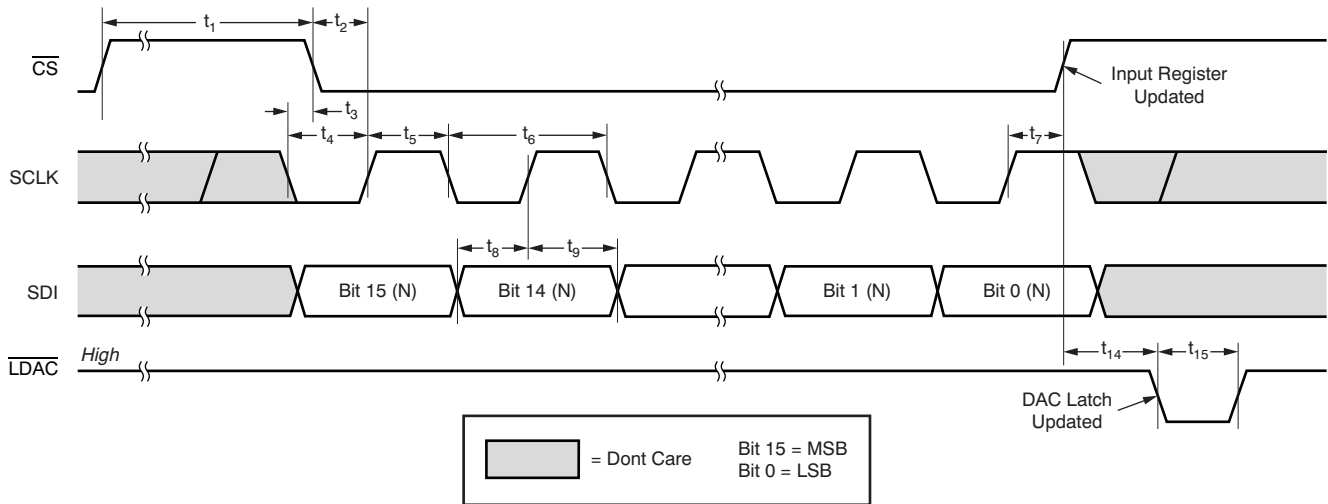 t1
t2
CS
Input Register
Updated
t3
t4
t5
t6
t7
SCLK
t8
t9
SDI
Bit 15 (N)
Bit 14 (N)
Bit 1 (N)
Bit 0 (N)
LDAC
High
t14
t15
DAC Latch
Updated
= Dont Care
Bit 15 = MSB
Bit 0 = LSB